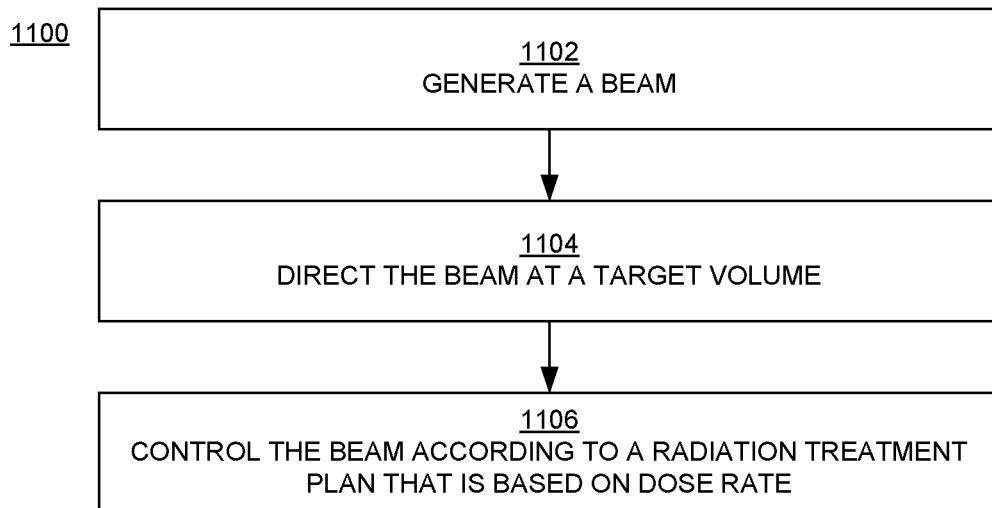 1100
1102
GENERATE A BEAM
1104
DIRECT THE BEAM AT A TARGET VOLUME
1106
CONTROL THE BEAM ACCORDING TO A RADIATION TREATMENT
PLAN THAT IS BASED ON DOSE RATE